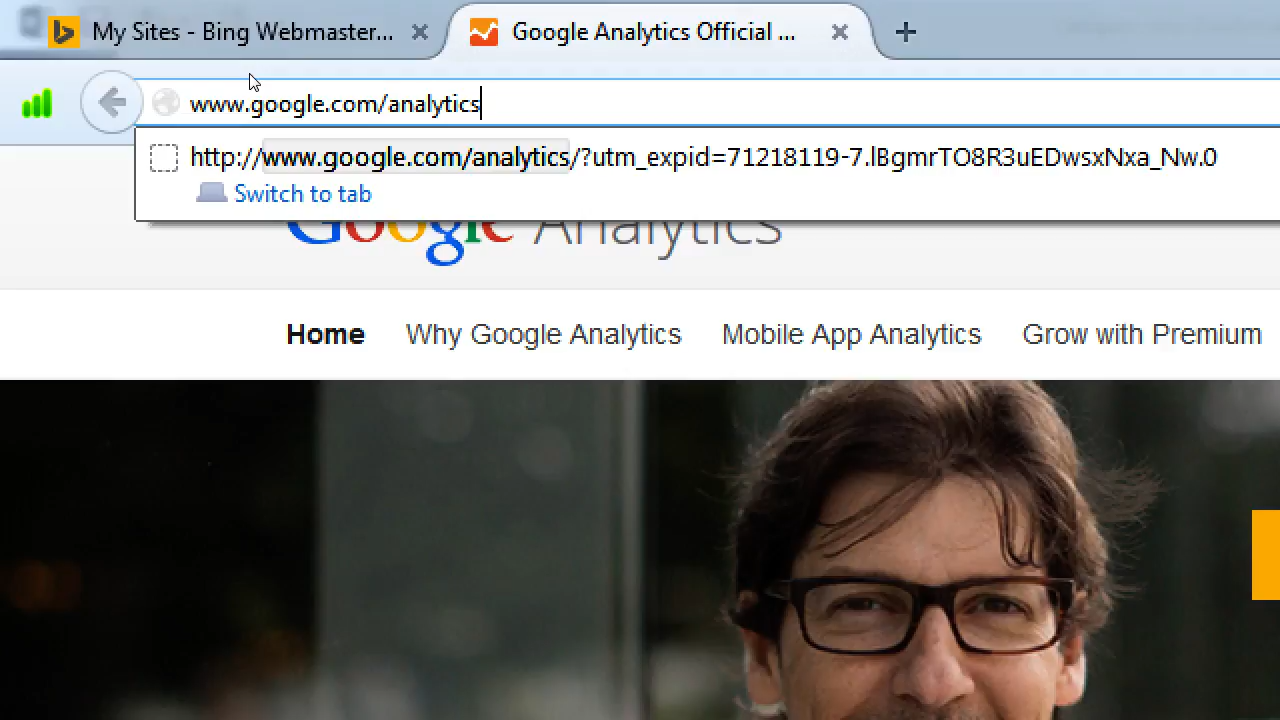 My Sites - Bing Webmaster...
Google Analytics Official ...
www.google.com/analytics
http://www.google.com/analytics/?utm_expid=71218119-7.lBgmrTO8R3uEDwsxNxa_Nw.0
Switch to tab
Google Analytics
Home Why Google Analytics Mobile App Analytics Grow with Premium